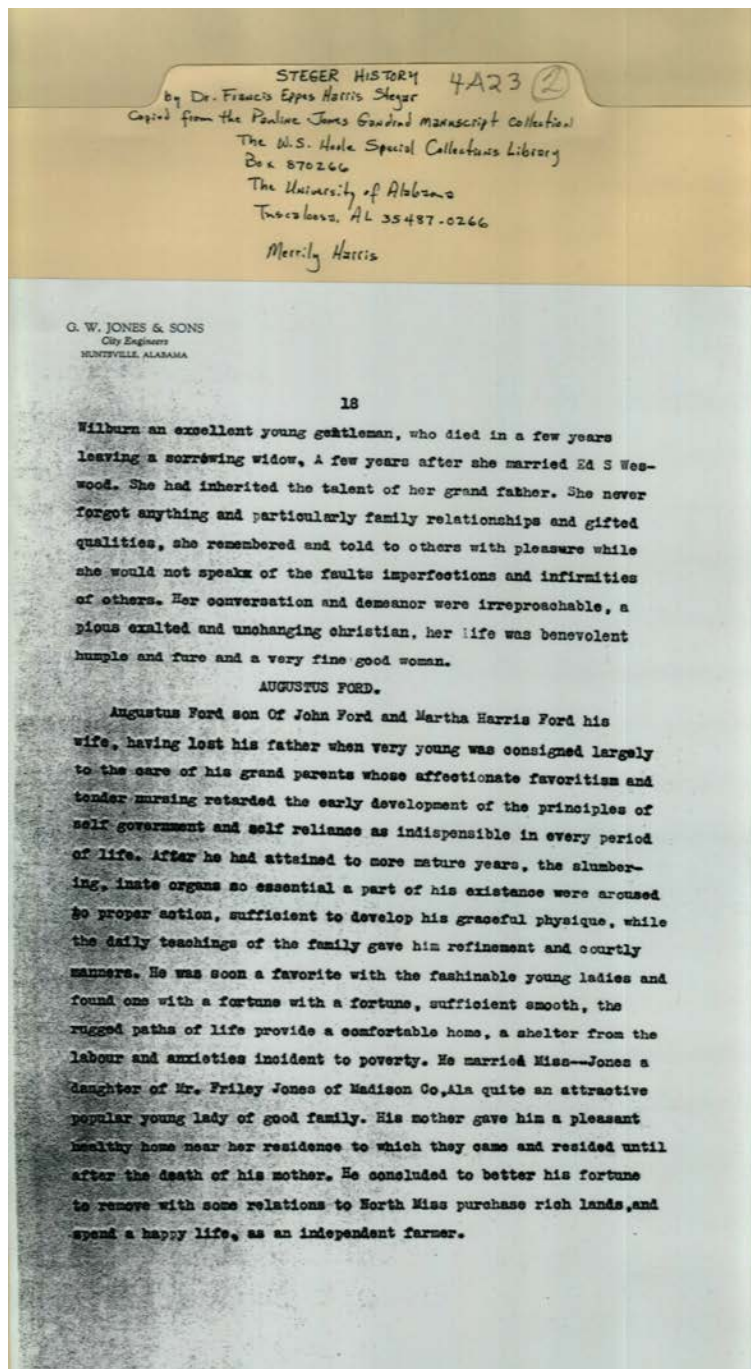 STEGER HISTORY 4A23 (2)
by Dr. Francis Eppes Harris Steger
Copied from the Pauline Jones Gandrud manuscript collection
The W.S. Hoole Special Collections Library
Box 870266
The University of Alabama
Tuscaloosa, AL 35487-0266
Merrily Harris
G. W. JONES & SONS
City Engineers
HUNTSVILLE, ALABAMA
18
Wilburn an excellent young gentleman, who died in a few years
leaving a sorrowing widow. A few years after she married Ed S Wes-
wood. She had inherited the talent of her grand father. She never
forgot anything and particularly family relationships and gifted
qualities, she remembered and told to others with pleasure while
she would not speakx of the faults imperfections and infirmities
of others. Her conversation and demeanor were irreproachable, a
pious exalted and unchanging christian, her life was benevolent
humple and fure and a very fine good woman.
AUGUSTUS FORD.
Augustus Ford son Of John Ford and Martha Harris Ford his
wife, having lost his father when very young was consigned largely
to the care of his grand parents whose affectionate favoritism and
tender nursing retarded the early development of the principles of
self government and self reliance as indispensible in every period
of life. After he had attained to more mature years, the slumber-
ing, inate organs so essential a part of his existance were aroused
to proper action, sufficient to develop his graceful physique, while
the daily teachings of the family gave him refinement and courtly
manners. He was soon a favorite with the fashinable young ladies and
found one with a fortune with a fortune, sufficient smooth, the
rugged paths of life provide a comfortable home, a shelter from the
labour and anxieties incident to poverty. He married Miss--Jones a
daughter of Mr. Friley Jones of Madison Co,Ala quite an attractive
popular young lady of good family. His mother gave him a pleasant
healthy home near her residence to which they came and resided until
after the death of his mother. He concluded to better his fortune
to remove with some relations to North Miss purchase rich lands,and
spend a happy life, as an independent farmer.